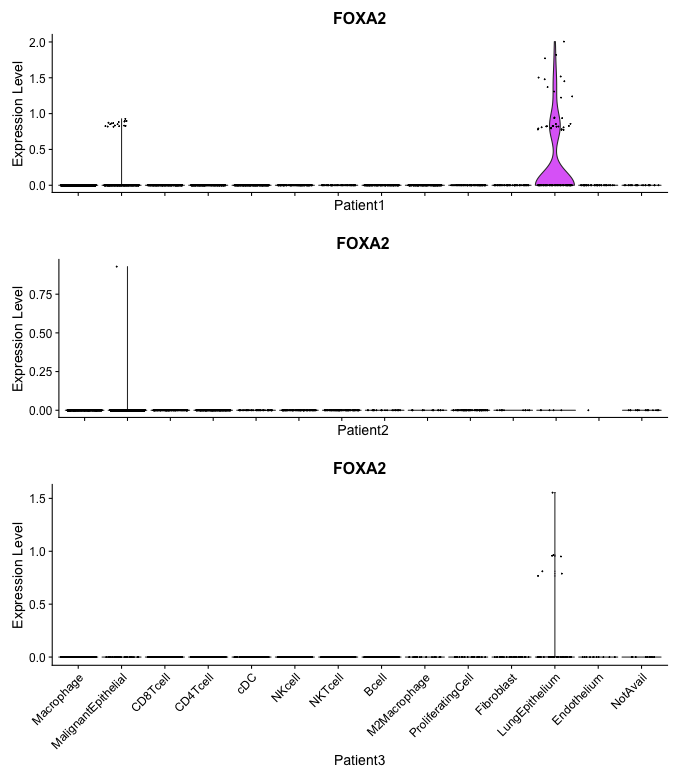 FOXA2
Expression Level
2.0
1.5
1.0
0.5
0.0
Patient1
FOXA2
Expression Level
0.75
0.50
0.25
0.00
Patient2
FOXA2
Expression Level
1.5
1.0
0.5
0.0
Macrophage
MalignantEpithelial
CD8Tcell
CD4Tcell
cDC
NKcell
NKTcell
Bcell
M2Macrophage
ProliferatingCell
Fibroblast
LungEpithelium
Endothelium
NotAvail
Patient3